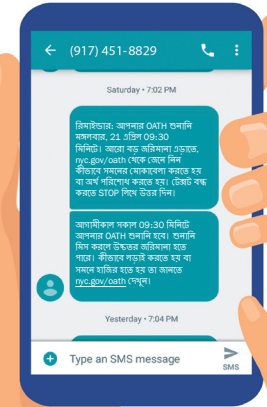 (917) 451-8829
Saturday • 7:02 PM
রিমাইন্ডার: আপনার OATH শুনানি
মঙ্গলবার, 21 এপ্রিল 09:30
মিনিটে। আরো বড় জরিমানা এড়াতে,
nyc.gov/oath থেকে জেনে নিন
কীভাবে সমনের মোকাবেলা করতে হয়
বা অর্থ পরিশোধ করতে হয়। টেক্সট বন্ধ
করতে STOP লিখে উত্তর দিন।
আগামীকাল সকাল 09:30 মিনিটে
আপনার OATH শুনানি হবে। শুনানি
মিস করলে উচ্চতর জরিমানা হতে
পারে। কীভাবে লড়াই করতে হয় বা
সমনে হাজির হতে হয় তা জানতে
nyc.gov/oath দেখুন।
Yesterday • 7:04 PM
Type an SMS message
SMS